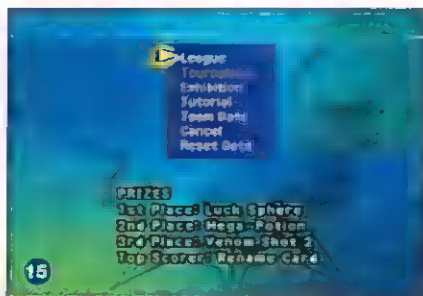 League
Tournament
Exhibition
Tutorial
Team Data
Cancel
Reset Data
PRIZES
1st Place: Luck Sphere
2nd Place: Mega-Potion
3rd Place: Venom Shot 2
Top Scorer: Rename Card
15